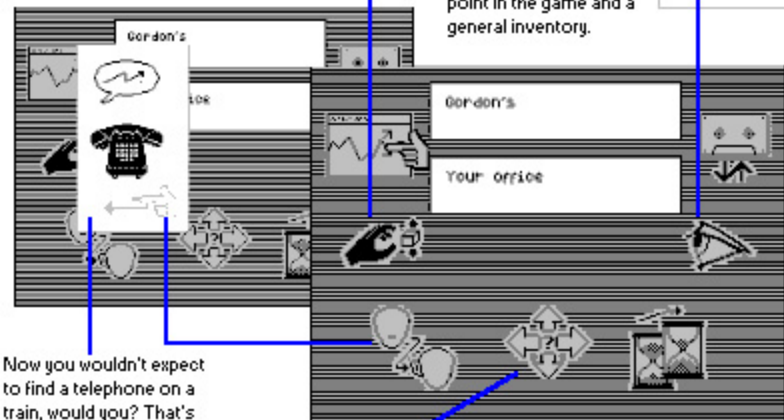 point in the game and a
general inventory.
Gordon's
ice
Gordon's
Your office
?
?
Now you wouldn't expect
to find a telephone on a
train, would you? That's